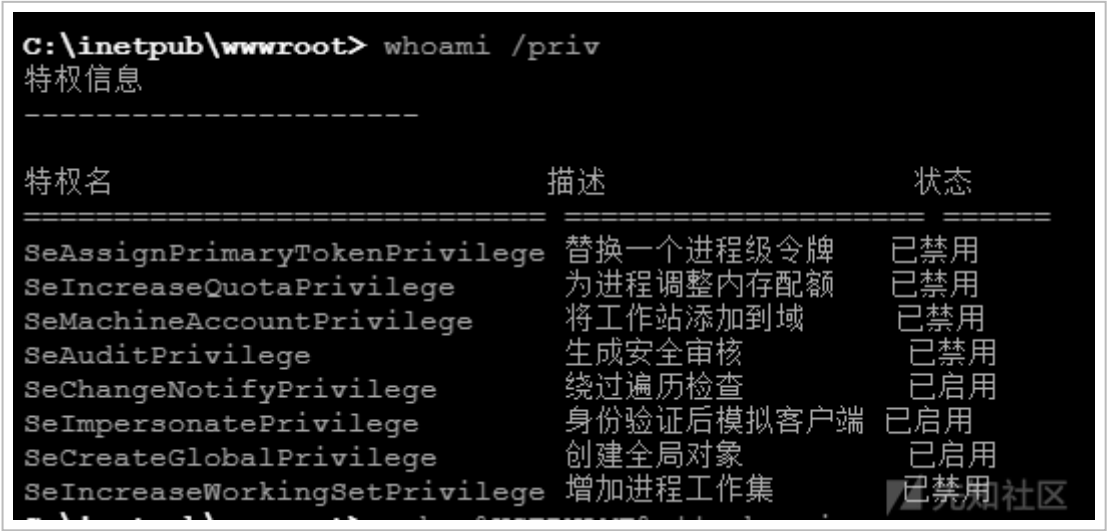 C:\inetpub\wwwroot> whoami /priv
特权信息
----------------------
特权名 描述 状态
============================= ==================== ======
SeAssignPrimaryTokenPrivilege 替换一个进程级令牌 已禁用
SeIncreaseQuotaPrivilege 为进程调整内存配额 已禁用
SeMachineAccountPrivilege 将工作站添加到域 已禁用
SeAuditPrivilege 生成安全审核 已禁用
SeChangeNotifyPrivilege 绕过遍历检查 已启用
SeImpersonatePrivilege 身份验证后模拟客户端 已启用
SeCreateGlobalPrivilege 创建全局对象 已启用
SeIncreaseWorkingSetPrivilege 增加进程工作集 已禁用
先知社区